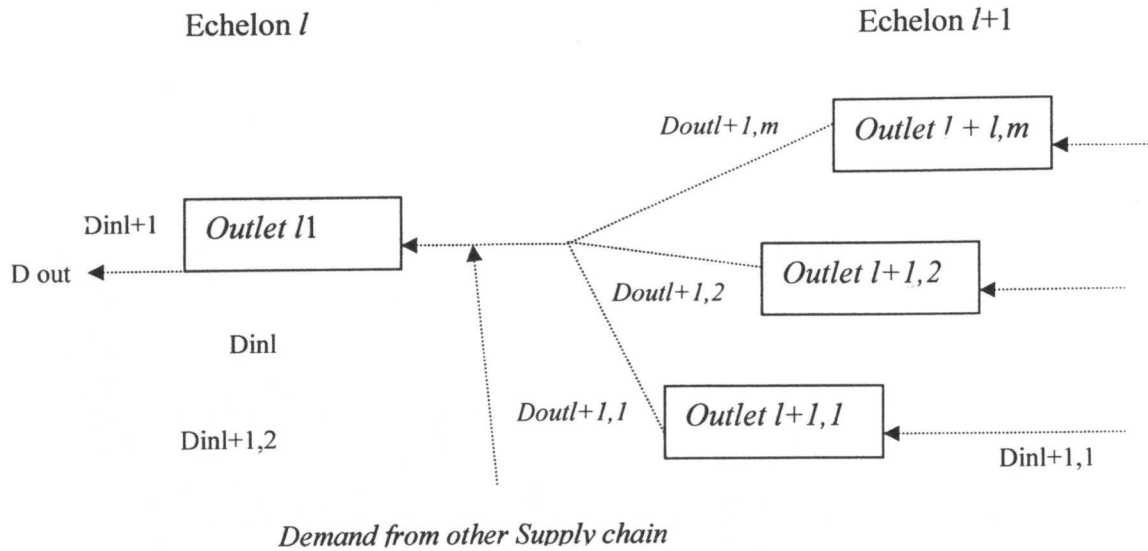 Echelon l
Echelon l+1
Doutl+1,m
Outlet l + l,m
Dinl+1
Outlet l1
D out
Doutl+1,2
Outlet l+1,2
Dinl
Doutl+1,1
Outlet l+1,1
Dinl+1,2
Dinl+1,1
Demand from other Supply chain